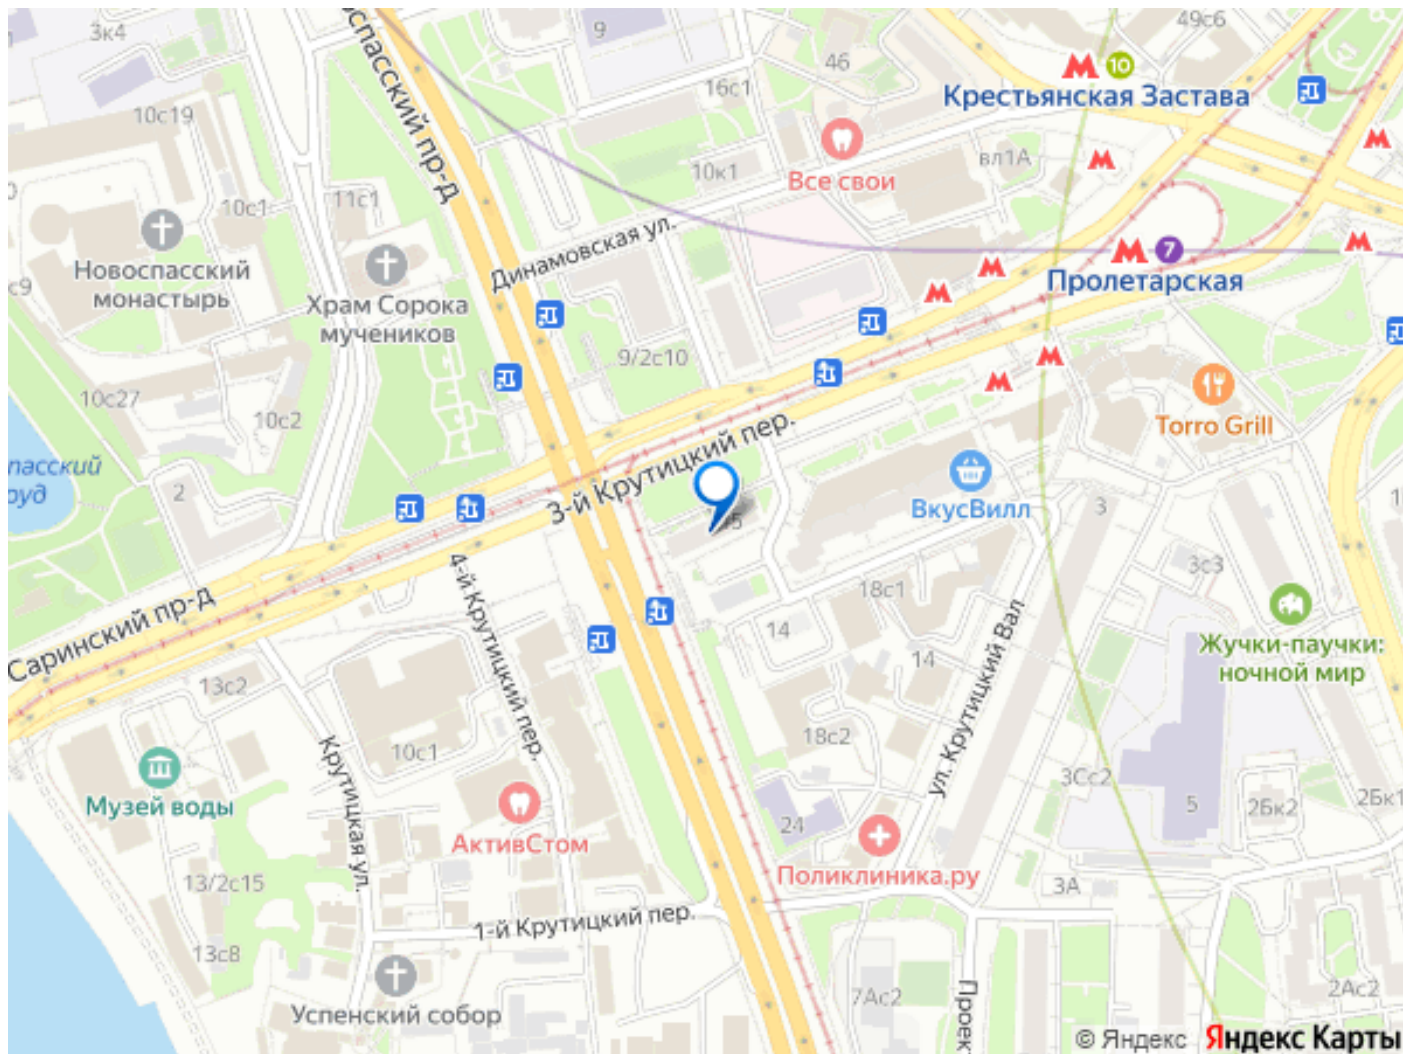 3к4
9
49с6
10
Крестьянская Застава
46
16с1
10с19
вл1А
10к1
Все свои
11с1
10с1
Динамовская ул.
7
Пролетарская
Новоспасский
монастырь
Храм Сорока
мучеников
9/2с10
10с27
10с2
Torro Grill
3-й Крутицкий пер.
2
ВкусВилл
3
3с3
18с1
4-й Крутицкий пер.
Саринский пр-д
14
14
Жучки-паучки:
ночной мир
13с2
ул. Крутицкий Вал
10с1
18с2
Крутицкая ул.
3Сс2
Музей воды
5
2Бк2
2Бк1
24
АктивСтом
Поликлиника.ру
13/2с15
3А
1-й Крутицкий пер.
13с8
Успенский собор
7Ас2
2Ас2
© Яндекс Яндекс Карты